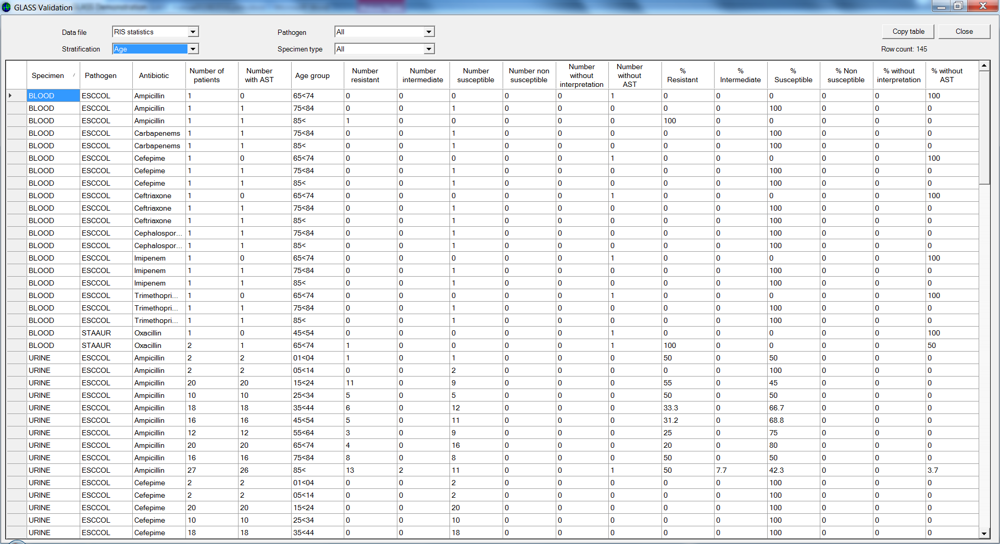 GLASS Validation
Data file RIS statistics Pathogen All Copy table Close
Stratification Age Specimen type All Row count: 145
Specimen Pathogen Antibiotic Number of patients Number with AST Age group Number resistant Number intermediate Number susceptible Number non susceptible Number without interpretation Number without AST % Resistant % Intermediate % Susceptible % Non susceptible % without interpretation % without AST
BLOOD ESCCOL Ampicillin 1 0 65<74 0 0 0 0 0 1 0 0 0 0 0 100
BLOOD ESCCOL Ampicillin 1 1 75<84 0 0 1 0 0 0 0 0 100 0 0 0
BLOOD ESCCOL Ampicillin 1 1 85< 1 0 0 0 0 0 100 0 0 0 0 0
BLOOD ESCCOL Carbapenems 1 1 75<84 0 0 1 0 0 0 0 0 100 0 0 0
BLOOD ESCCOL Carbapenems 1 1 85< 0 0 1 0 0 0 0 0 100 0 0 0
BLOOD ESCCOL Cefepime 1 0 65<74 0 0 0 0 0 1 0 0 0 0 0 100
BLOOD ESCCOL Cefepime 1 1 75<84 0 0 1 0 0 0 0 0 100 0 0 0
BLOOD ESCCOL Cefepime 1 1 85< 0 0 1 0 0 0 0 0 100 0 0 0
BLOOD ESCCOL Ceftriaxone 1 0 65<74 0 0 0 0 0 1 0 0 0 0 0 100
BLOOD ESCCOL Ceftriaxone 1 1 75<84 0 0 1 0 0 0 0 0 100 0 0 0
BLOOD ESCCOL Ceftriaxone 1 1 85< 0 0 1 0 0 0 0 0 100 0 0 0
BLOOD ESCCOL Cephalospor... 1 1 75<84 0 0 1 0 0 0 0 0 100 0 0 0
BLOOD ESCCOL Cephalospor... 1 1 85< 0 0 1 0 0 0 0 0 100 0 0 0
BLOOD ESCCOL Imipenem 1 0 65<74 0 0 0 0 0 1 0 0 0 0 0 100
BLOOD ESCCOL Imipenem 1 1 75<84 0 0 1 0 0 0 0 0 100 0 0 0
BLOOD ESCCOL Imipenem 1 1 85< 0 0 1 0 0 0 0 0 100 0 0 0
BLOOD ESCCOL Trimethopri... 1 0 65<74 0 0 0 0 0 1 0 0 0 0 0 100
BLOOD ESCCOL Trimethopri... 1 1 75<84 0 0 1 0 0 0 0 0 100 0 0 0
BLOOD ESCCOL Trimethopri... 1 1 85< 0 0 1 0 0 0 0 0 100 0 0 0
BLOOD STAAUR Oxacillin 1 0 45<54 0 0 0 0 0 1 0 0 0 0 0 100
BLOOD STAAUR Oxacillin 2 1 65<74 1 0 0 0 0 1 100 0 0 0 0 50
URINE ESCCOL Ampicillin 2 2 01<04 1 0 1 0 0 0 50 0 50 0 0 0
URINE ESCCOL Ampicillin 2 2 05<14 0 0 2 0 0 0 0 0 100 0 0 0
URINE ESCCOL Ampicillin 20 20 15<24 11 0 9 0 0 0 55 0 45 0 0 0
URINE ESCCOL Ampicillin 10 10 25<34 5 0 5 0 0 0 50 0 50 0 0 0
URINE ESCCOL Ampicillin 18 18 35<44 6 0 12 0 0 0 33.3 0 66.7 0 0 0
URINE ESCCOL Ampicillin 16 16 45<54 5 0 11 0 0 0 31.2 0 68.8 0 0 0
URINE ESCCOL Ampicillin 12 12 55<64 3 0 9 0 0 0 25 0 75 0 0 0
URINE ESCCOL Ampicillin 20 20 65<74 4 0 16 0 0 0 20 0 80 0 0 0
URINE ESCCOL Ampicillin 16 16 75<84 8 0 8 0 0 0 50 0 50 0 0 0
URINE ESCCOL Ampicillin 27 26 85< 13 2 11 0 0 1 50 7.7 42.3 0 0 3.7
URINE ESCCOL Cefepime 2 2 01<04 0 0 2 0 0 0 0 0 100 0 0 0
URINE ESCCOL Cefepime 2 2 05<14 0 0 2 0 0 0 0 0 100 0 0 0
URINE ESCCOL Cefepime 20 20 15<24 0 0 20 0 0 0 0 0 100 0 0 0
URINE ESCCOL Cefepime 10 10 25<34 0 0 10 0 0 0 0 0 100 0 0 0
URINE ESCCOL Cefepime 18 18 35<44 0 0 18 0 0 0 0 0 100 0 0 0